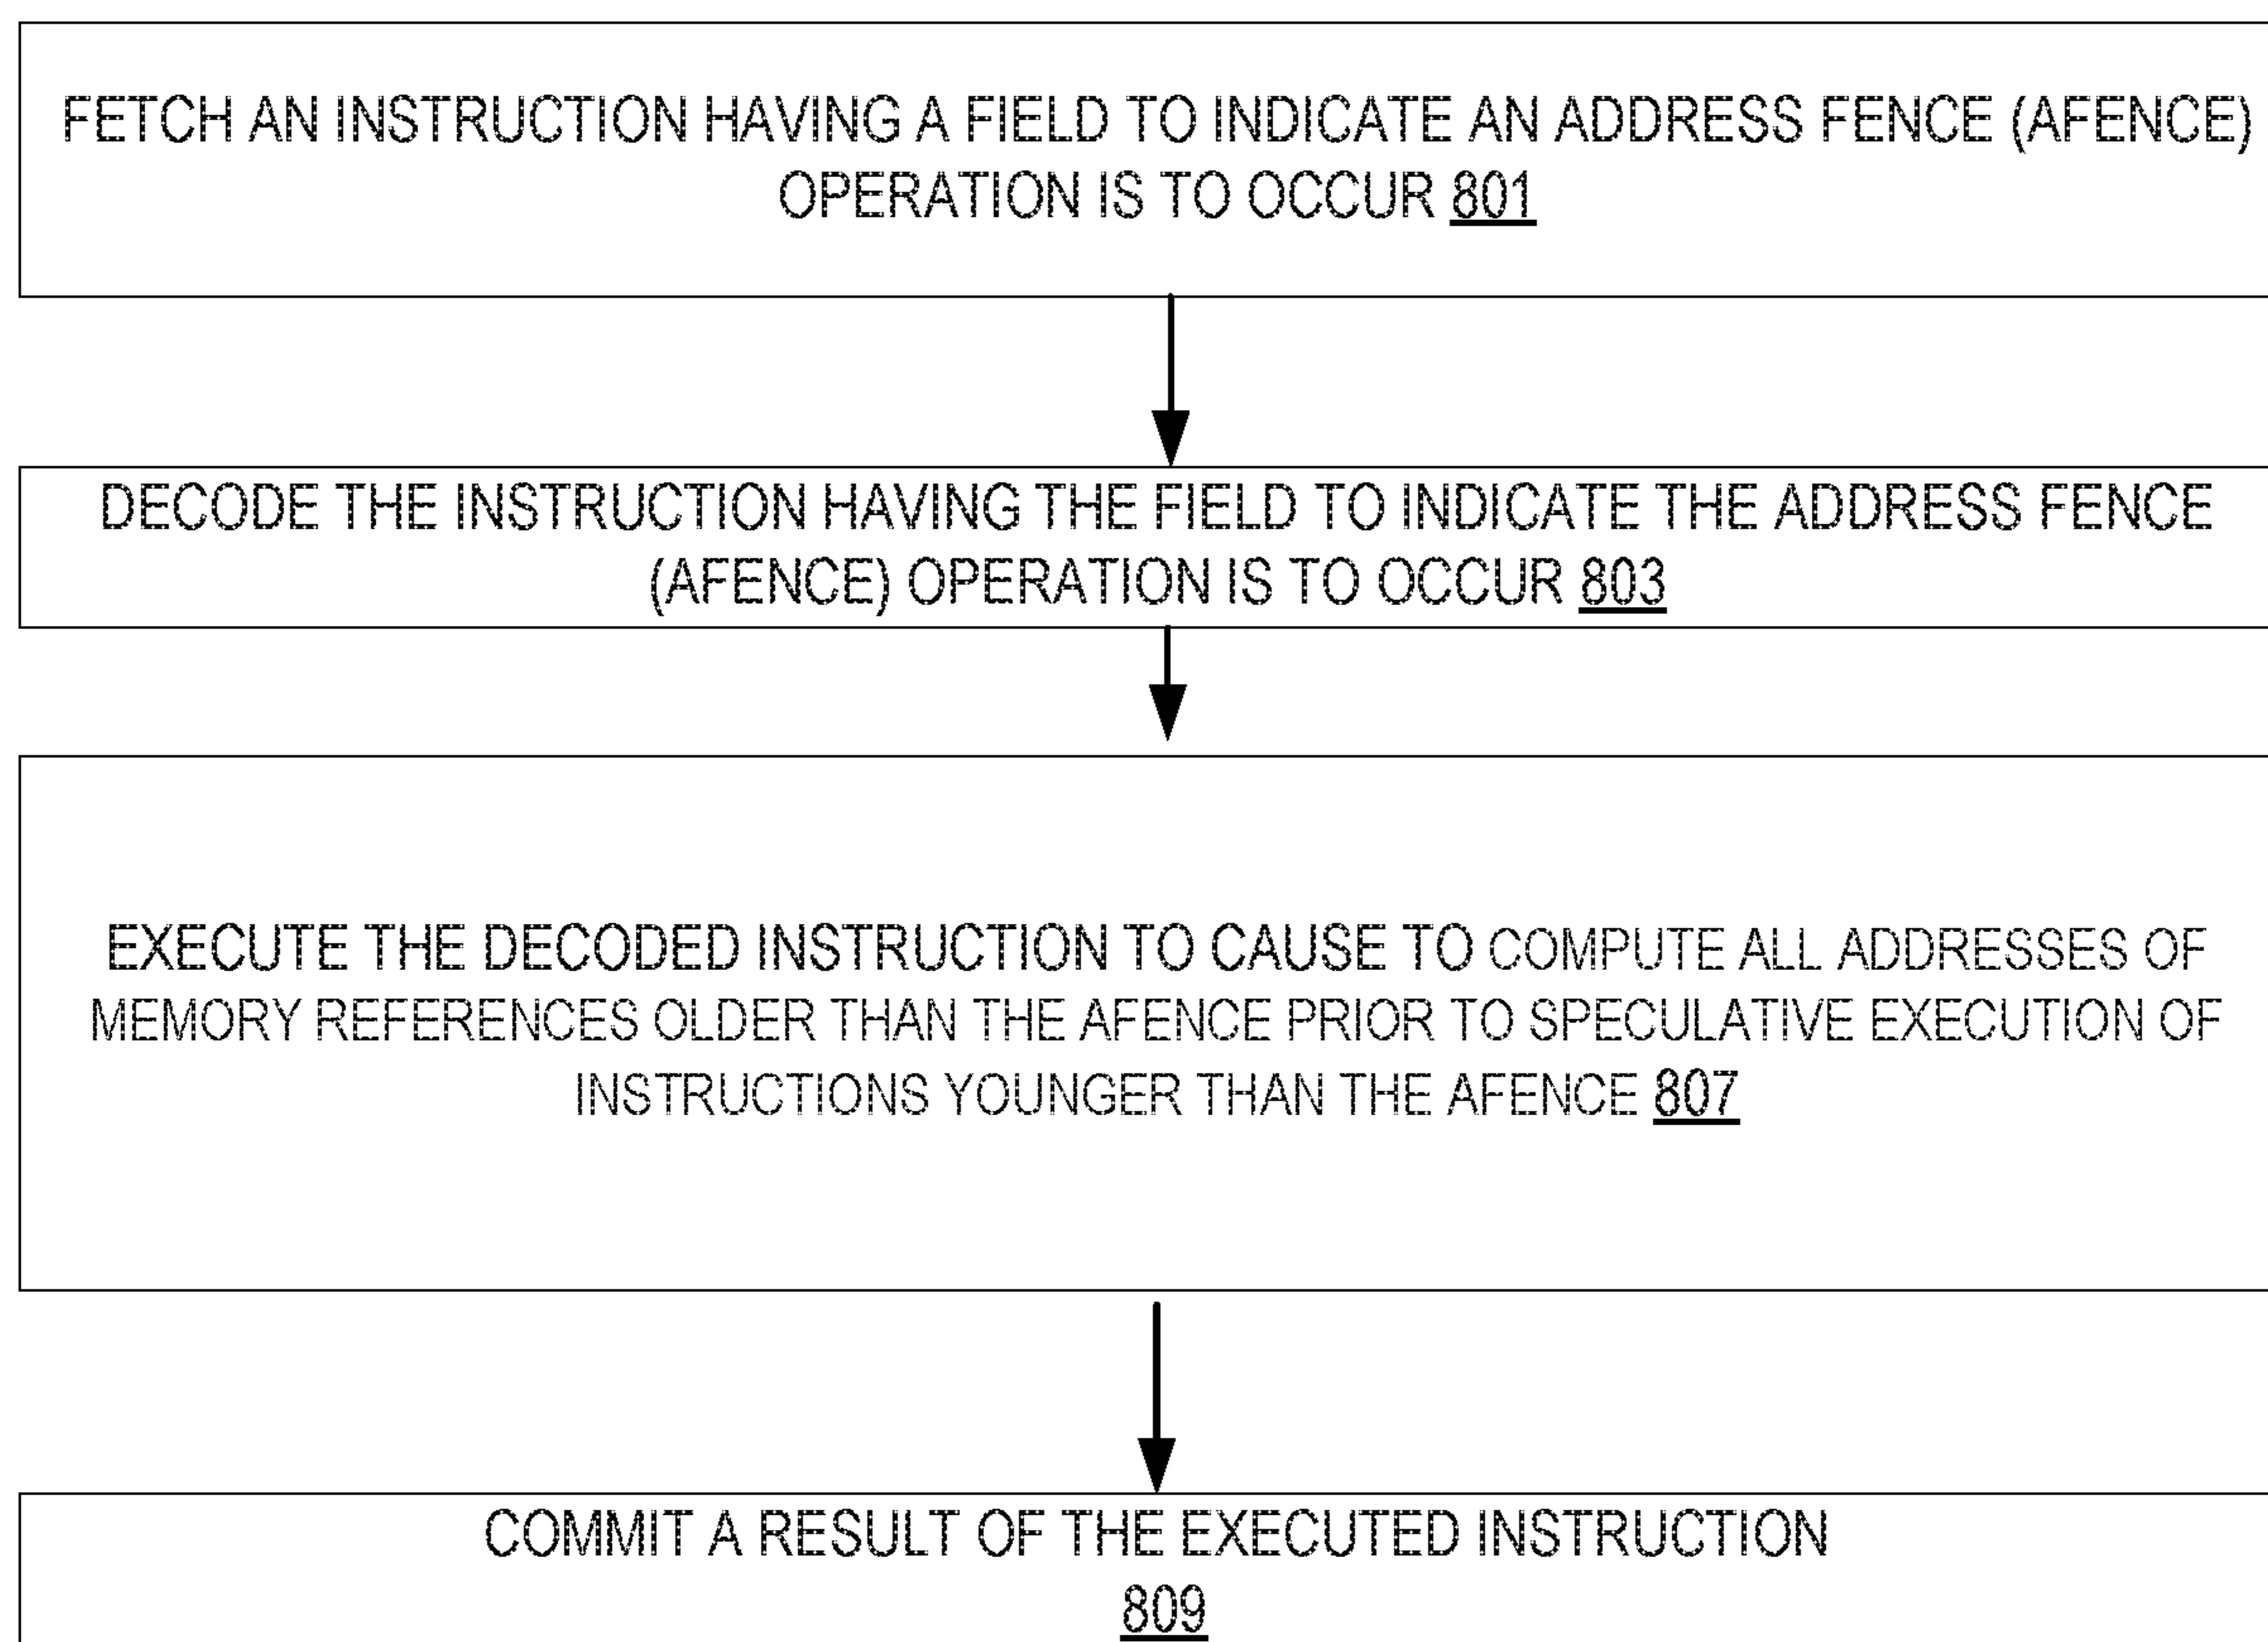 FETCH AN INSTRUCTION HAVING A FIELD TO INDICATE AN ADDRESS FENCE (AFENCE)
OPERATION IS TO OCCUR 801
DECODE THE INSTRUCTION HAVING THE FIELD TO INDICATE THE ADDRESS FENCE
(AFENCE) OPERATION IS TO OCCUR 803
EXECUTE THE DECODED INSTRUCTION TO CAUSE TO COMPUTE ALL ADDRESSES OF
MEMORY REFERENCES OLDER THAN THE AFENCE PRIOR TO SPECULATIVE EXECUTION OF
INSTRUCTIONS YOUNGER THAN THE AFENCE 807
COMMIT A RESULT OF THE EXECUTED INSTRUCTION
809